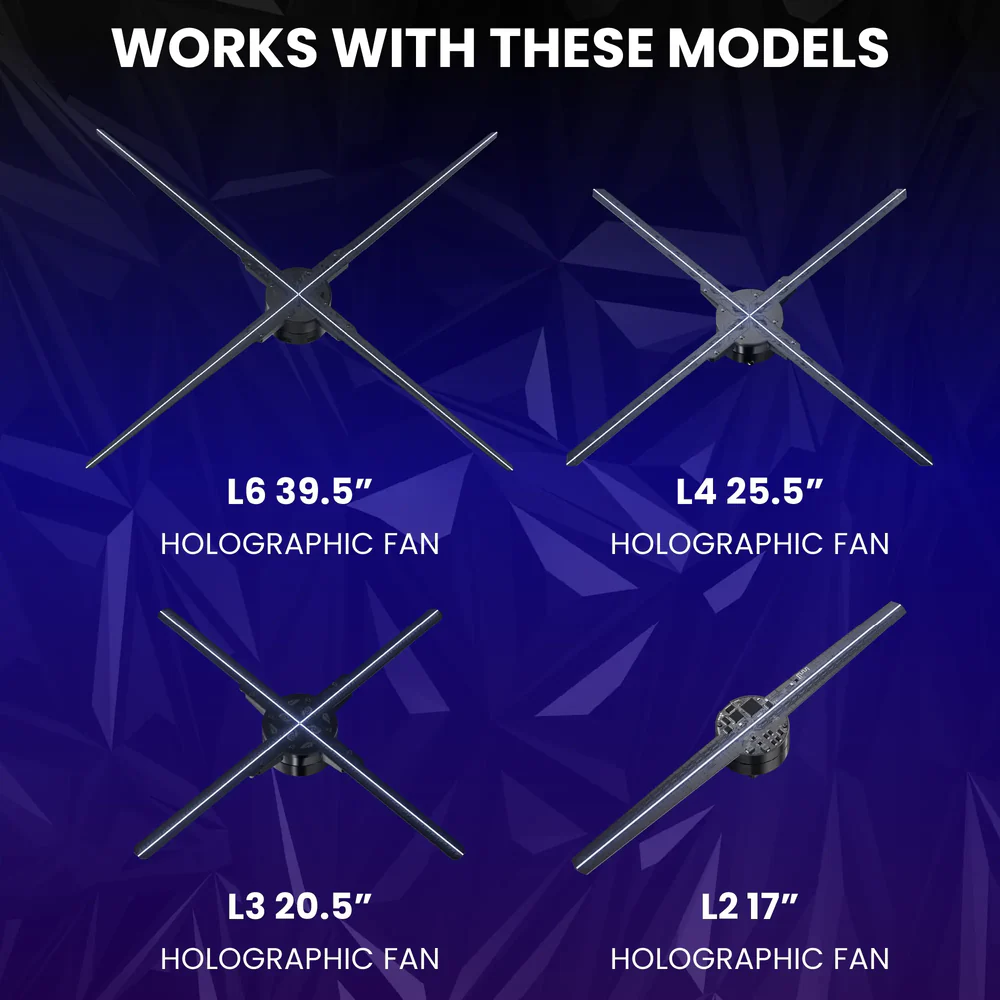 WORKS WITH THESE MODELS
L6 39.5”
HOLOGRAPHIC FAN
L4 25.5”
HOLOGRAPHIC FAN
L3 20.5”
HOLOGRAPHIC FAN
L2 17”
HOLOGRAPHIC FAN